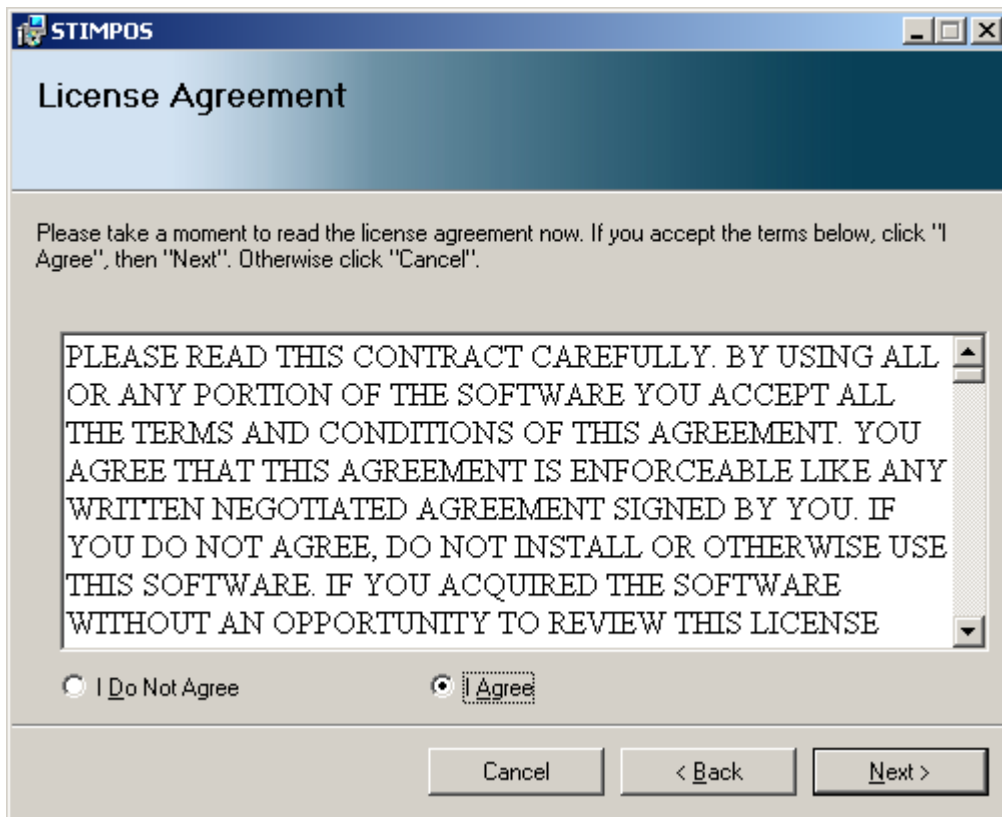 STIMPOS
License Agreement
Please take a moment to read the license agreement now. If you accept the terms below, click "I
Agree", then "Next". Otherwise click "Cancel".
PLEASE READ THIS CONTRACT CAREFULLY. BY USING ALL
OR ANY PORTION OF THE SOFTWARE YOU ACCEPT ALL
THE TERMS AND CONDITIONS OF THIS AGREEMENT. YOU
AGREE THAT THIS AGREEMENT IS ENFORCEABLE LIKE ANY
WRITTEN NEGOTIATED AGREEMENT SIGNED BY YOU. IF
YOU DO NOT AGREE, DO NOT INSTALL OR OTHERWISE USE
THIS SOFTWARE. IF YOU ACQUIRED THE SOFTWARE
WITHOUT AN OPPORTUNITY TO REVIEW THIS LICENSE
I Do Not Agree
I Agree
Cancel
< Back
Next >